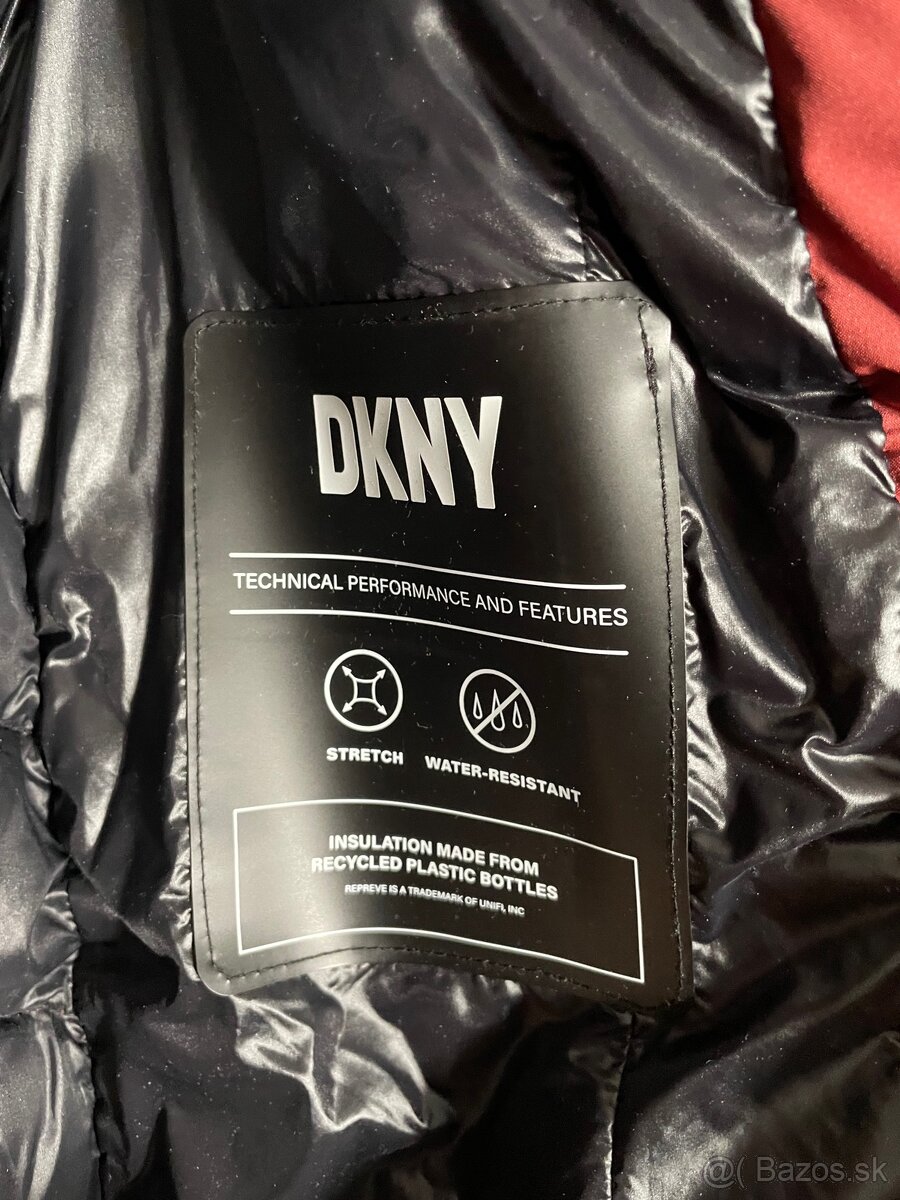 DKNY
TECHNICAL PERFORMANCE AND FEATURES
STRETCH
WATER-RESISTANT
INSULATION MADE FROM
RECYCLED PLASTIC BOTTLES
REPREVE IS A TRADEMARK OF UNIFI, INC
@( Bazos.sk